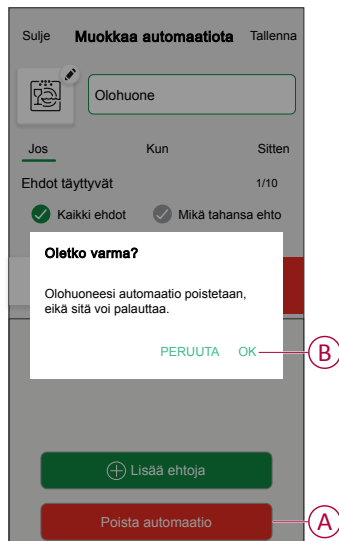 Sulje Muokkaa automaatiota Tallenna
Olohuone
Jos Kun Sitten
Ehdot täyttyvät 1/10
Kaikki ehdot Mikä tahansa ehto
Oletko varma?
Olohuoneesi automaatio poistetaan,
eikä sitä voi palauttaa.
PERUUTA OK B
Lisää ehtoja
Poista automaatio A